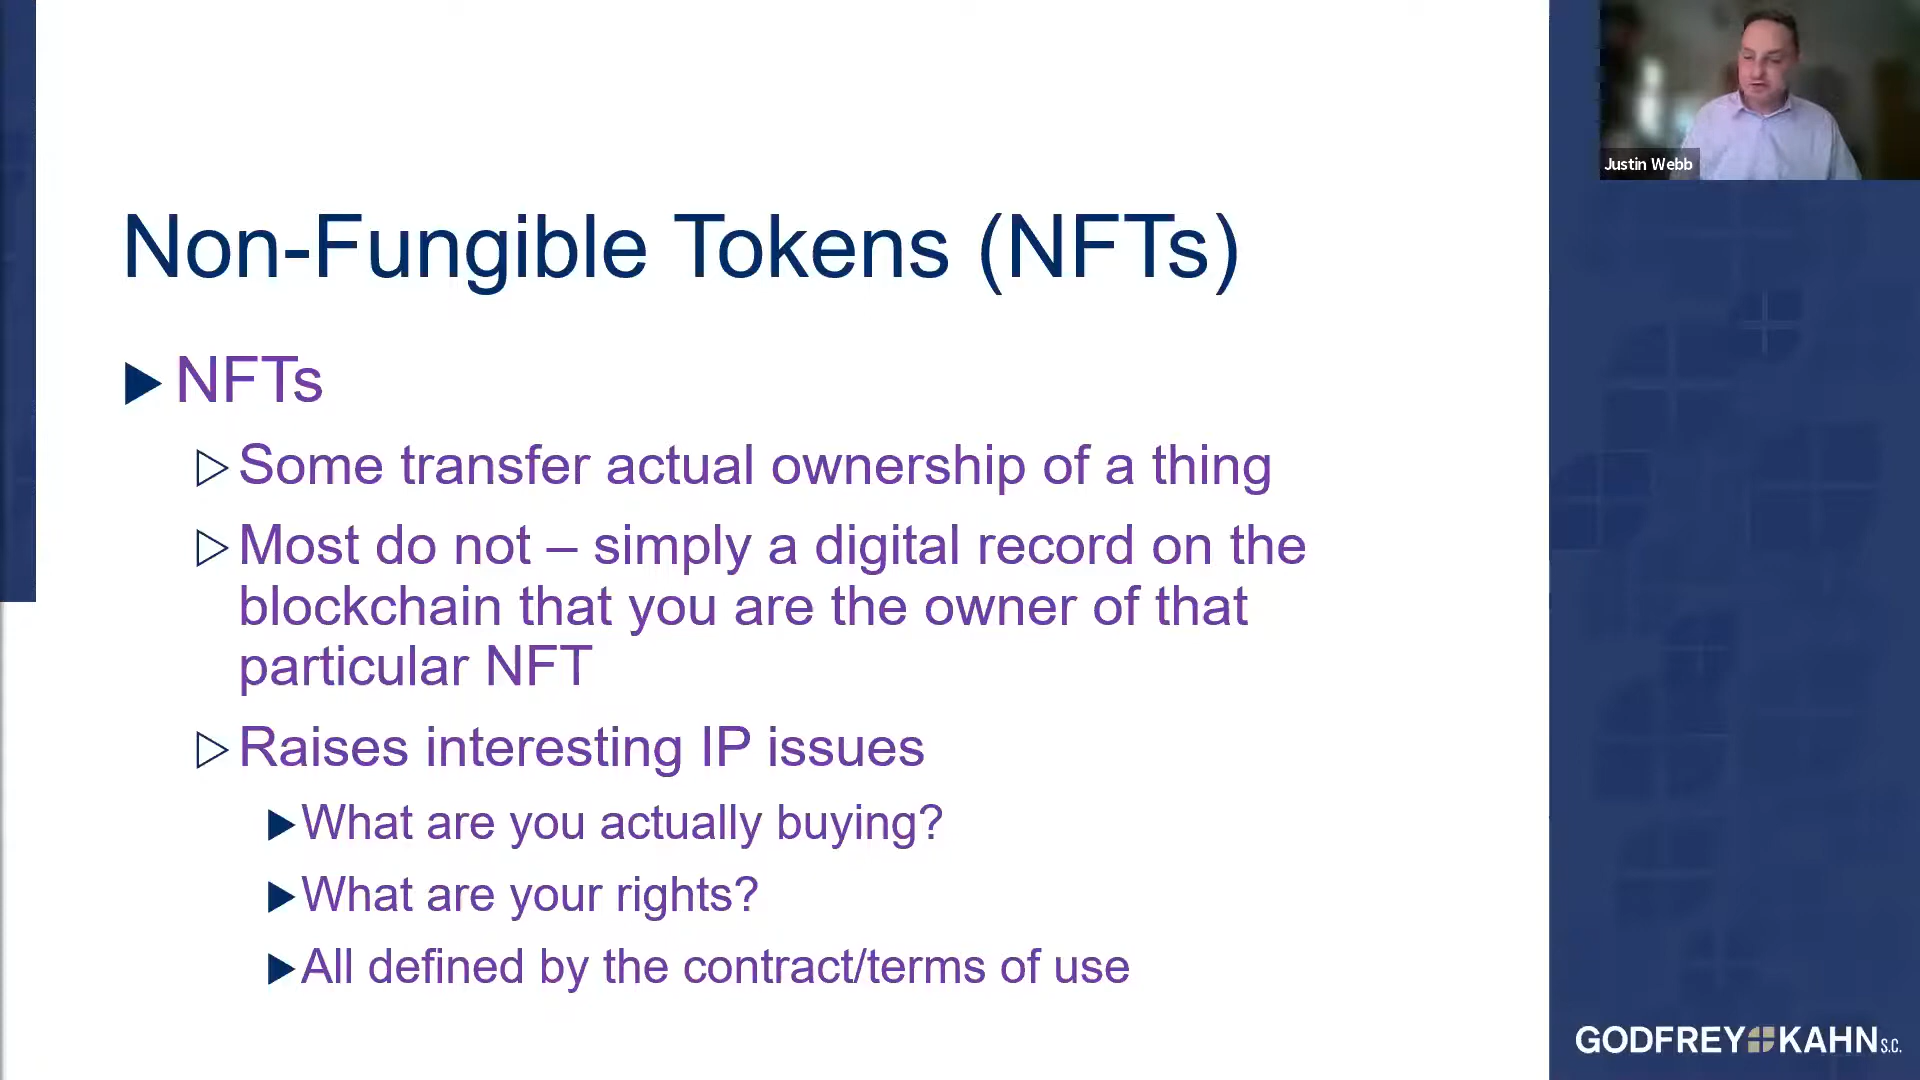 Justin Webb
Non-Fungible Tokens (NFTs)
NFTs
Some transfer actual ownership of a thing
Most do not – simply a digital record on the
blockchain that you are the owner of that
particular NFT
Raises interesting IP issues
What are you actually buying?
What are your rights?
All defined by the contract/terms of use
GODFREY KAHN S.C.